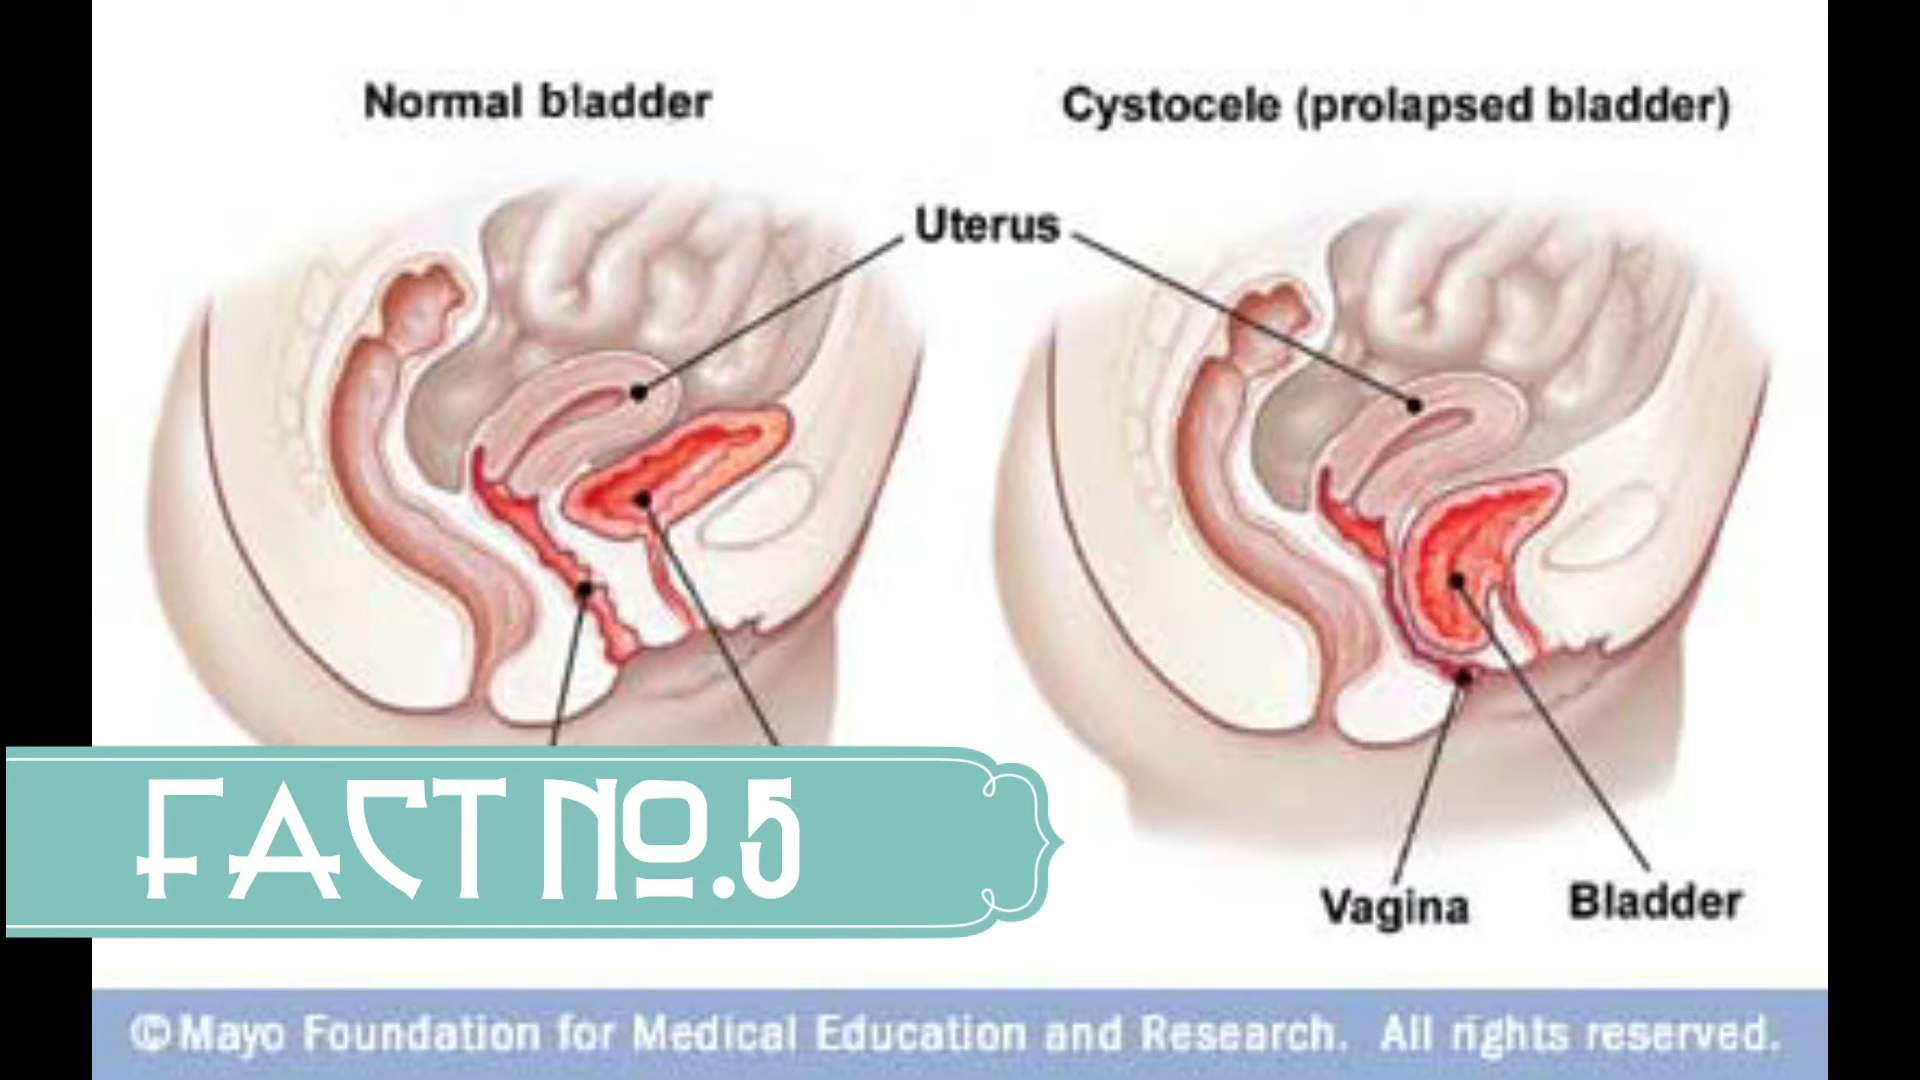 Normal bladder
Cystocele (prolapsed bladder)
Uterus
FACT No.5
Vagina
Bladder
©Mayo Foundation for Medical Education and Research. All rights reserved.